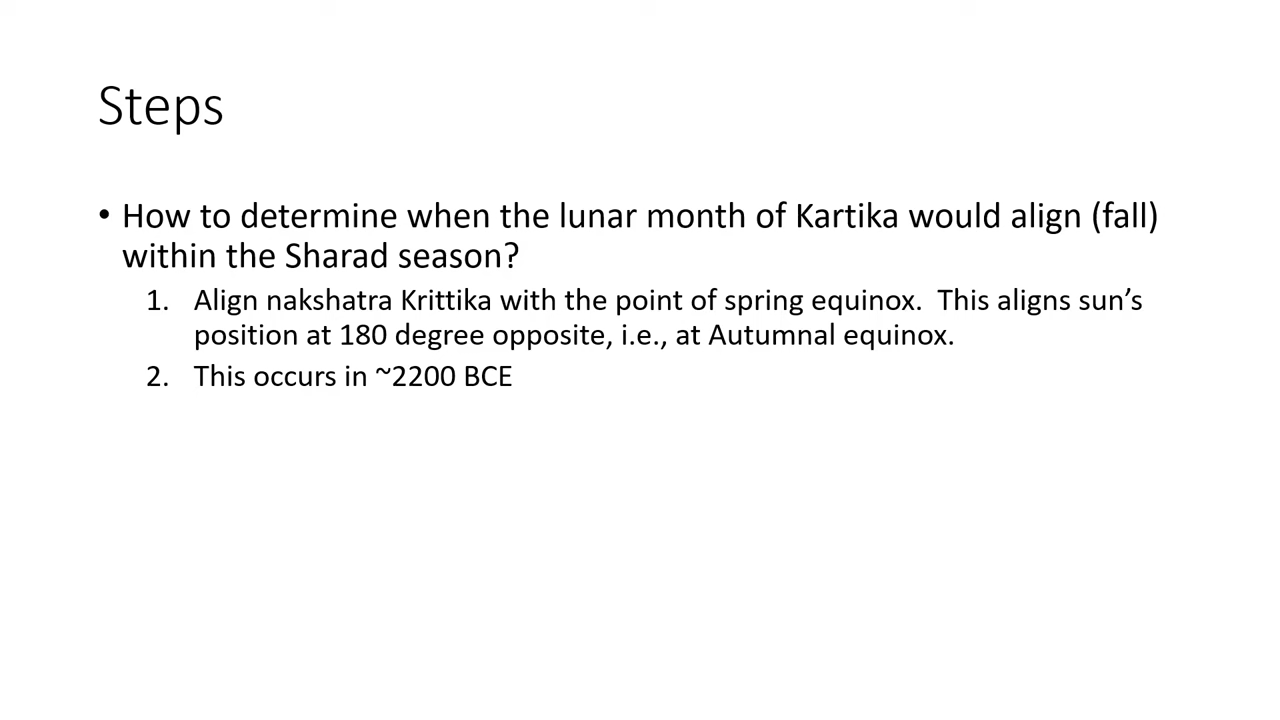 Steps
• How to determine when the lunar month of Kartika would align (fall)
within the Sharad season?
1. Align nakshatra Krittika with the point of spring equinox. This aligns sun's
position at 180 degree opposite, i.e., at Autumnal equinox.
2. This occurs in ~2200 BCE